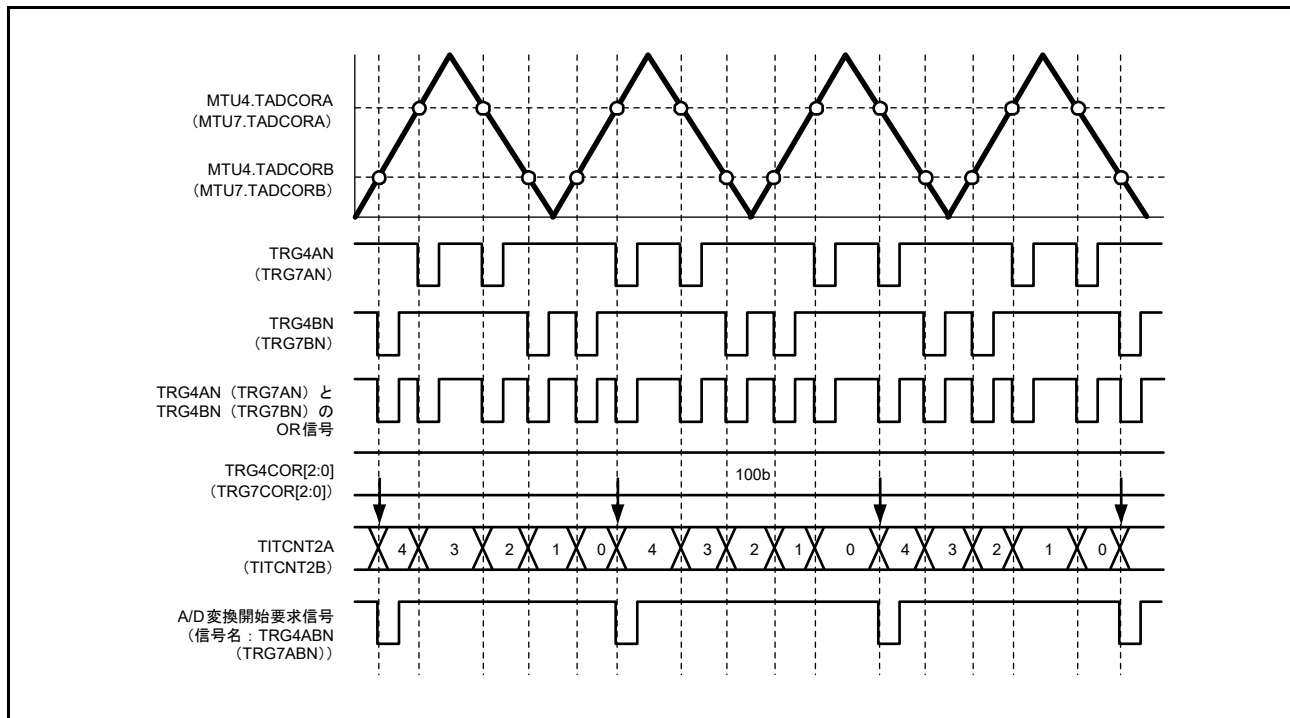 MTU4.TADCORA
（MTU7.TADCORA）
MTU4.TADCORB
（MTU7.TADCORB）
TRG4AN
（TRG7AN）
TRG4BN
（TRG7BN）
TRG4AN（TRG7AN）と
TRG4BN（TRG7BN）の
OR信号
TRG4COR[2:0]
（TRG7COR[2:0]）
100b
TITCNT2A
（TITCNT2B）
4 3 2 1 0 4 3 2 1 0 4 3 2 1 0
A/D変換開始要求信号
（信号名：TRG4ABN
（TRG7ABN））